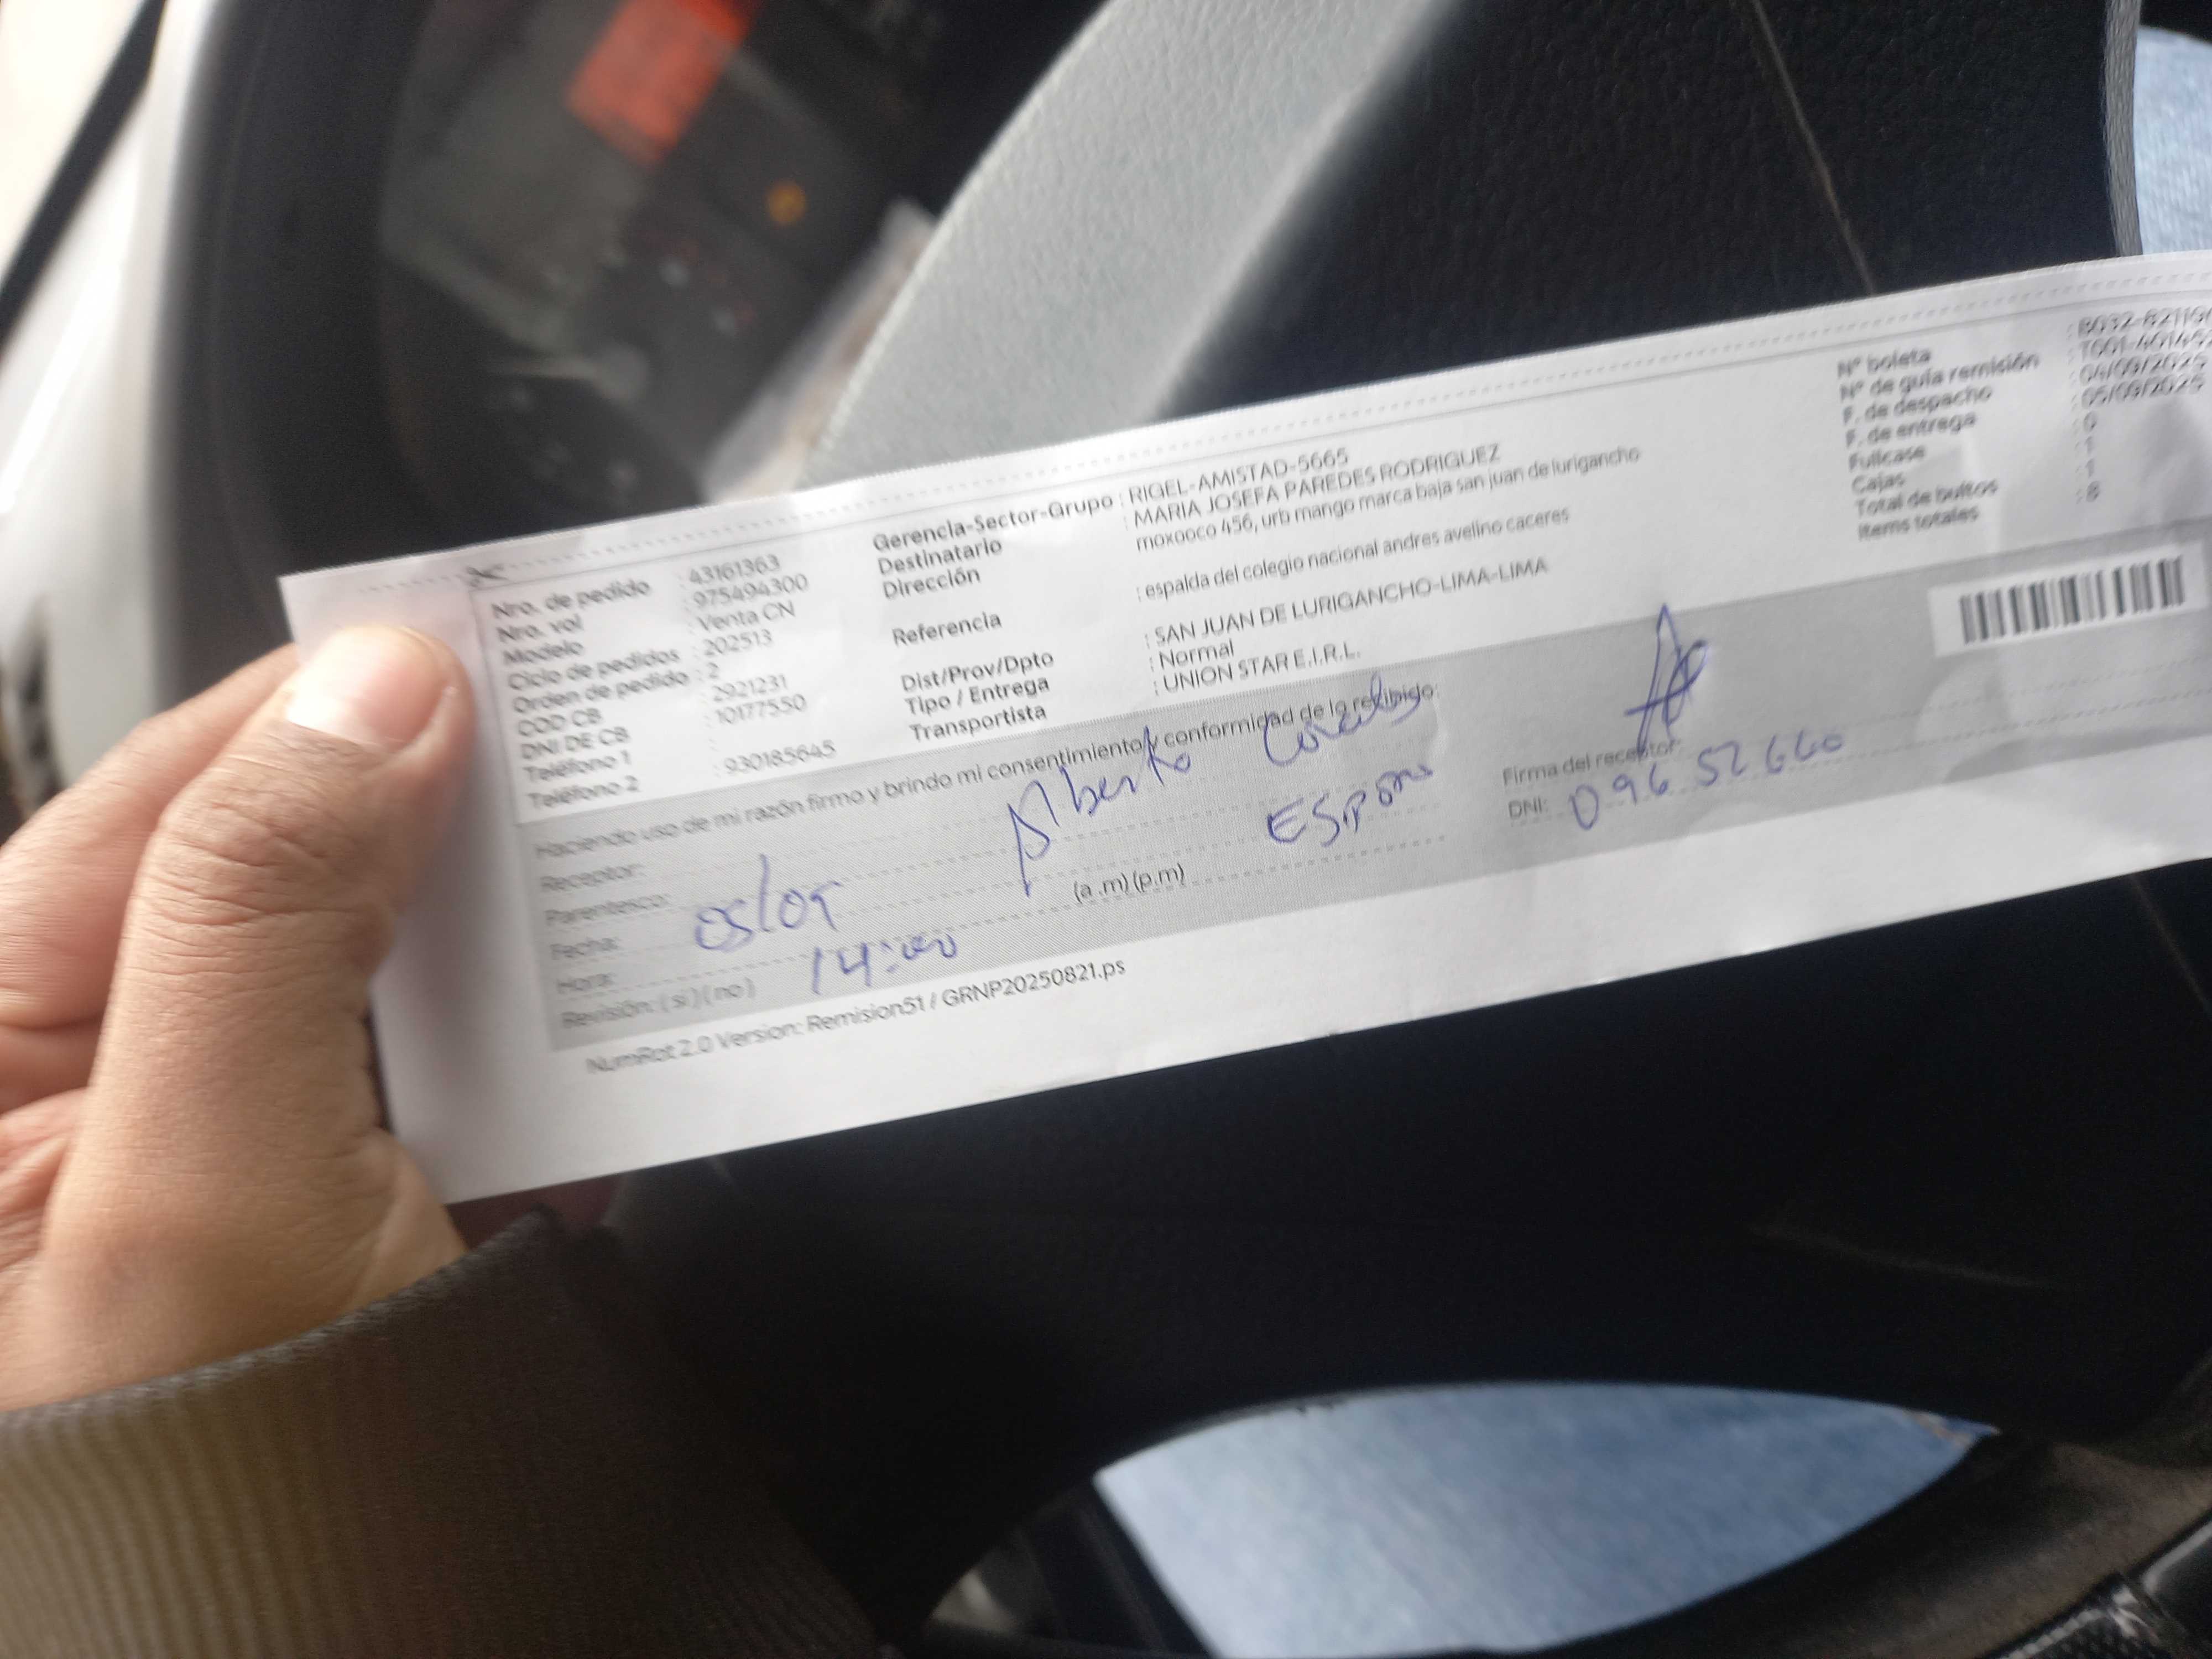 Nro. de pedido : 43161363
Nro. vol : 975494300
Modelo : Venta CN
Ciclo de pedidos : 202513
Orden de pedido : 2
COD CB : 2921231
DNI DE CB : 10177550
Teléfono 1 :
Teléfono 2 : 930185645
Gerencia-Sector-Grupo : RIGEL-AMISTAD-5665
Destinatario : MARIA JOSEFA PAREDES RODRIGUEZ
Dirección : moxooco 456, urb mango marca baja san juan de lurigancho
Referencia : espalda del colegio nacional andres avelino caceres
Dist/Prov/Dpto : SAN JUAN DE LURIGANCHO-LIMA-LIMA
Tipo / Entrega : Normal
Transportista : UNION STAR E.I.R.L.
N° boleta
N° de guía remisión
F. de despacho : 04/09/2025
F. de entrega : 05/09/2025
Fullcase : 0
Cajas : 1
Total de bultos : 1
Items totales : 8
Haciendo uso de mi razón firmo y brindo mi consentimiento y conformidad de lo recibido:
Receptor: Alberto
Parentesco: Esposo
Fecha: 05/09
Hora: 14:00 (a.m) (p.m)
Revisión: ( si ) ( no )
Firma del receptor:
DNI: 09652660
NumRot 2.0 Version: Remision51 / GRNP20250821.ps